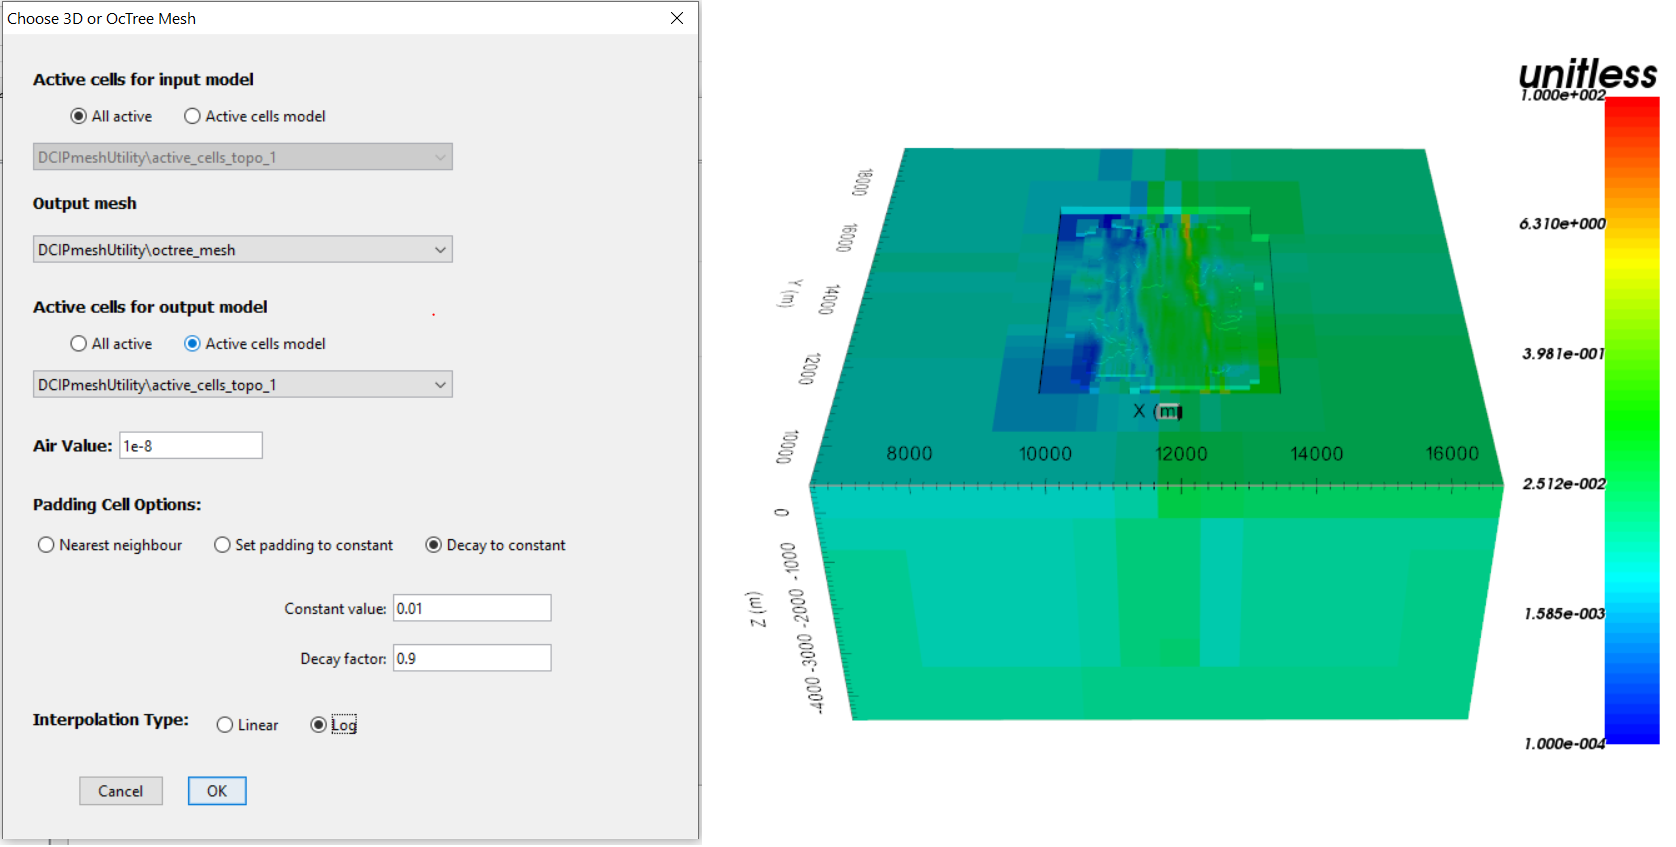 Choose 3D or OcTree Mesh
Active cells for input model
All active
Active cells model
DCIPmeshUtility\active_cells_topo_1
Output mesh
DCIPmeshUtility\octree_mesh
Active cells for output model
All active
Active cells model
DCIPmeshUtility\active_cells_topo_1
Air Value: 1e-8
Padding Cell Options:
Nearest neighbour
Set padding to constant
Decay to constant
Constant value: 0.01
Decay factor: 0.9
Interpolation Type:
Linear
Log
Cancel
OK
unitless
1.000e+002
6.310e+000
3.981e-001
2.512e-002
1.585e-003
1.000e-004
18000
16000
14000
12000
10000
Y (m)
X (m)
8000
10000
12000
14000
16000
0
-1000
-2000
-3000
-4000
Z (m)